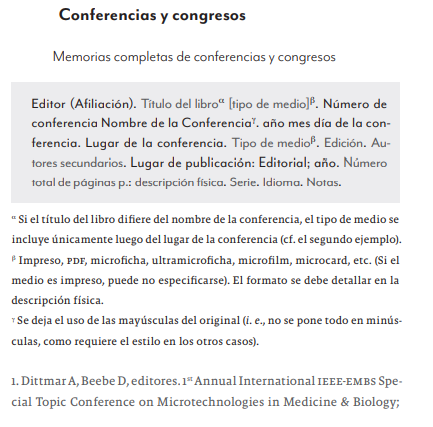 Conferencias y congresos
Memorias completas de conferencias y congresos
Editor (Afiliación). Título del libroα [tipo de medio]β. Número de
conferencia Nombre de la Conferenciaγ. año mes día de la con-
ferencia. Lugar de la conferencia. Tipo de medioβ. Edición. Au-
tores secundarios. Lugar de publicación: Editorial; año. Número
total de páginas p.: descripción física. Serie. Idioma. Notas.
α Si el título del libro difiere del nombre de la conferencia, el tipo de medio se
incluye únicamente luego del lugar de la conferencia (cf. el segundo ejemplo).
β Impreso, PDF, microficha, ultramicroficha, microfilm, microcard, etc. (Si el
medio es impreso, puede no especificarse). El formato se debe detallar en la
descripción física.
γ Se deja el uso de las mayúsculas del original (i. e., no se pone todo en minús-
culas, como requiere el estilo en los otros casos).
1. Dittmar A, Beebe D, editores. 1st Annual International IEEE-EMBS Spe-
cial Topic Conference on Microtechnologies in Medicine & Biology;